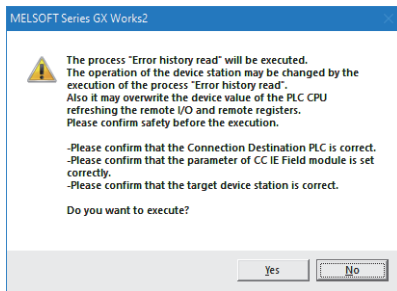 MELSOFT Series GX Works2
The process "Error history read" will be executed.
The operation of the device station may be changed by the
execution of the process "Error history read".
Also it may overwrite the device value of the PLC CPU
refreshing the remote I/O and remote registers.
Please confirm safety before the execution.
-Please confirm that the Connection Destination PLC is correct.
-Please confirm that the parameter of CC IE Field module is set
correctly.
-Please confirm that the target device station is correct.
Do you want to execute?
Yes
No